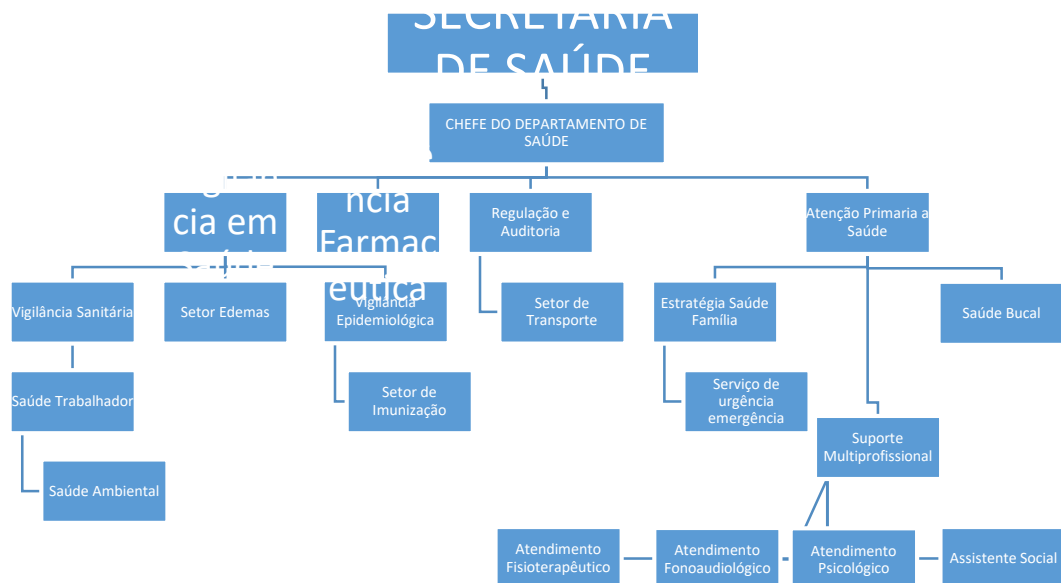 SECRETARIA
DE SAÚDE
CHEFE DO DEPARTAMENTO DE
SAÚDE
cia em
Saúde
ncia
Farmac
êutica
Regulação e
Auditoria
Atenção Primaria a
Saúde
Vigilância Sanitária
Setor Edemas
Vigilância
Epidemiológica
Setor de
Transporte
Estratégia Saúde
Família
Saúde Bucal
Saúde Trabalhador
Setor de
Imunização
Serviço de
urgência
emergência
Suporte
Multiprofissional
Saúde Ambiental
Atendimento
Fisioterapêutico
Atendimento
Fonoaudiológico
Atendimento
Psicológico
Assistente Social